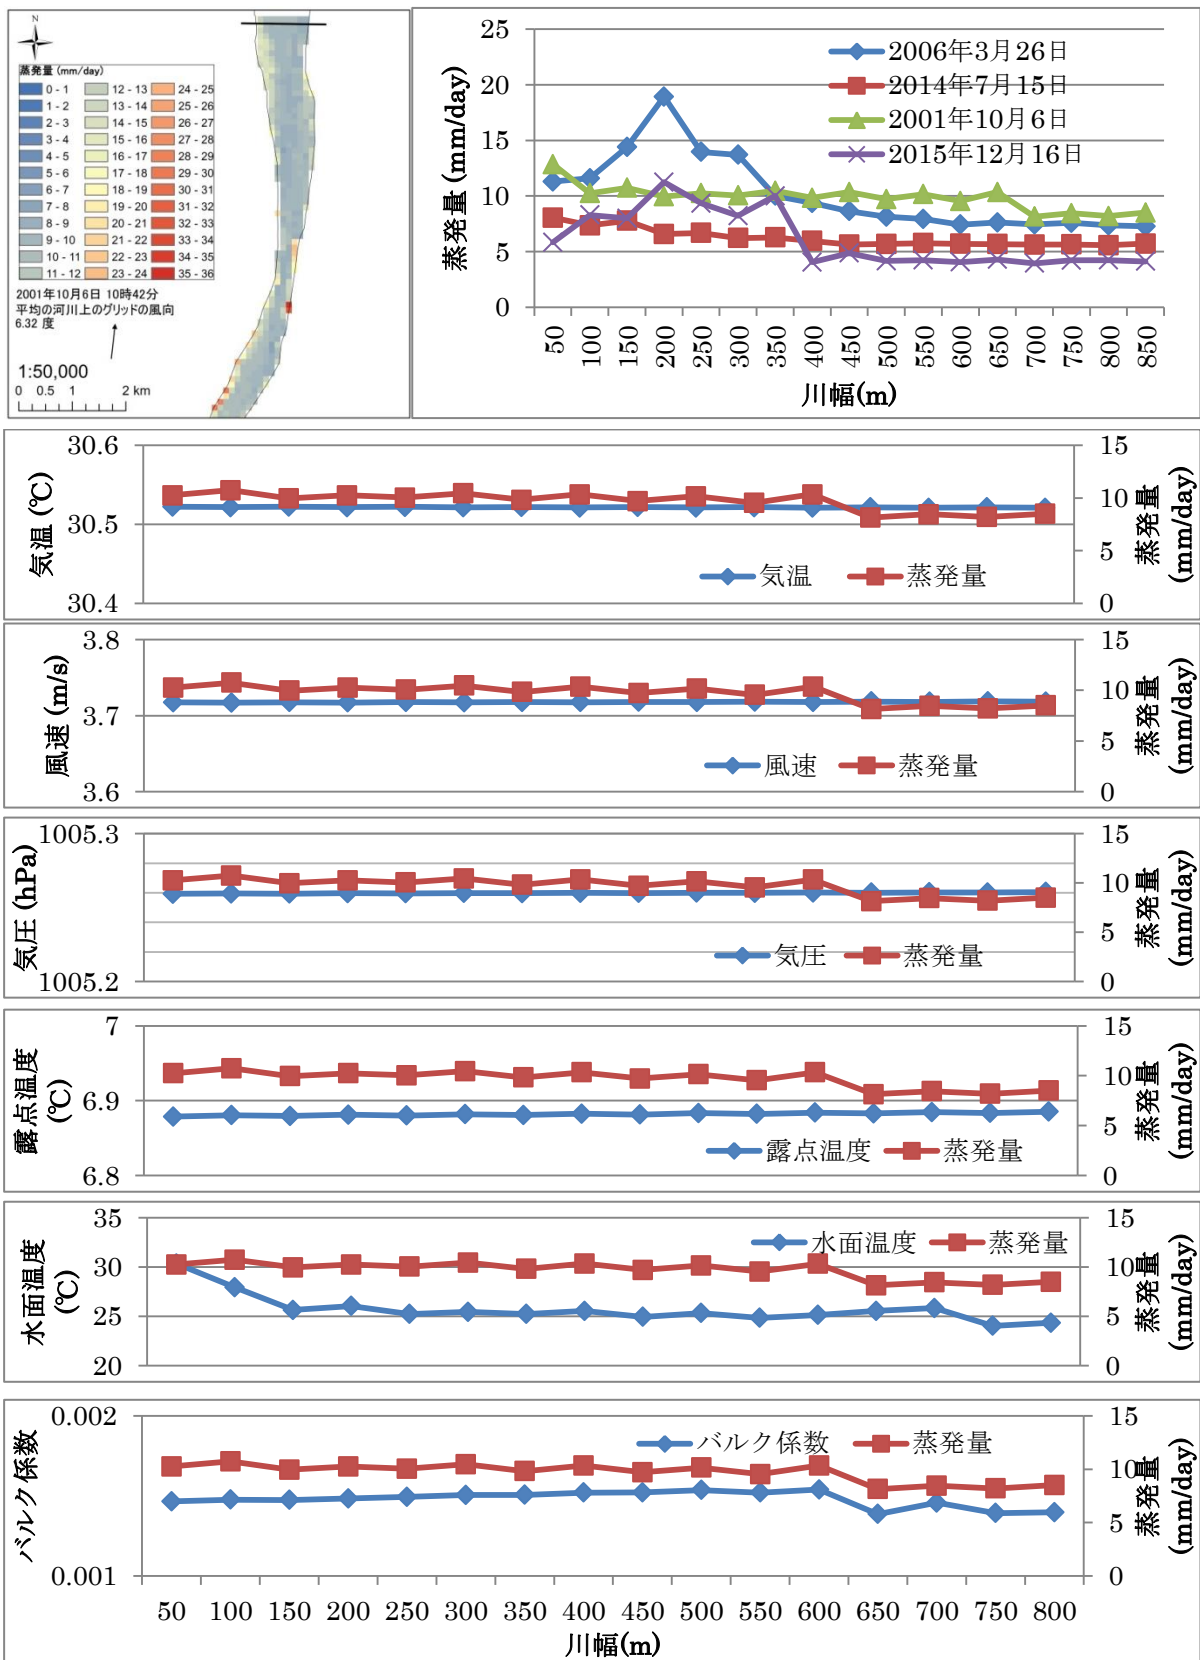 N
蒸発量 (mm/day)
0 - 1 12 - 13 24 - 25
1 - 2 13 - 14 25 - 26
2 - 3 14 - 15 26 - 27
3 - 4 15 - 16 27 - 28
4 - 5 16 - 17 28 - 29
5 - 6 17 - 18 29 - 30
6 - 7 18 - 19 30 - 31
7 - 8 19 - 20 31 - 32
8 - 9 20 - 21 32 - 33
9 - 10 21 - 22 33 - 34
10 - 11 22 - 23 34 - 35
11 - 12 23 - 24 35 - 36
2001年10月6日 10時42分
平均の河川上のグリッドの風向
6.32 度
1:50,000
0 0.5 1 2 km
蒸発量 (mm/day)
25
20
15
10
5
0
2006年3月26日
2014年7月15日
2001年10月6日
2015年12月16日
50 100 150 200 250 300 350 400 450 500 550 600 650 700 750 800 850
川幅(m)
気温 (℃)
30.6
30.5
30.4
気温 蒸発量
15
10
5
0
蒸発量
(mm/day)
風速 (m/s)
3.8
3.7
3.6
風速 蒸発量
15
10
5
0
蒸発量
(mm/day)
気圧 (hPa)
1005.3
1005.2
気圧 蒸発量
15
10
5
0
蒸発量
(mm/day)
露点温度
(℃)
7
6.9
6.8
露点温度 蒸発量
15
10
5
0
蒸発量
(mm/day)
水面温度
(℃)
35
30
25
20
水面温度 蒸発量
15
10
5
0
蒸発量
(mm/day)
バルク係数
0.002
0.001
バルク係数 蒸発量
15
10
5
0
蒸発量
(mm/day)
50 100 150 200 250 300 350 400 450 500 550 600 650 700 750 800
川幅(m)